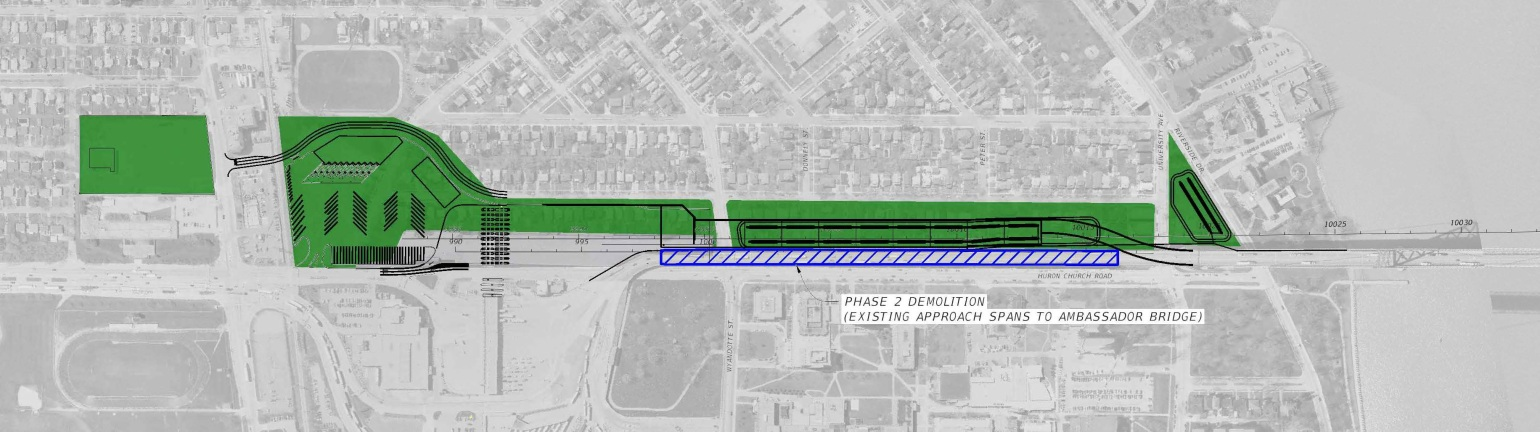 DONNELLY ST.
PETER ST.
UNIVERSITY AVE
RIVERSIDE DR
10025
10030
990
995
HURON CHURCH ROAD
WYANDOTTE ST.
PHASE 2 DEMOLITION
(EXISTING APPROACH SPANS TO AMBASSADOR BRIDGE)